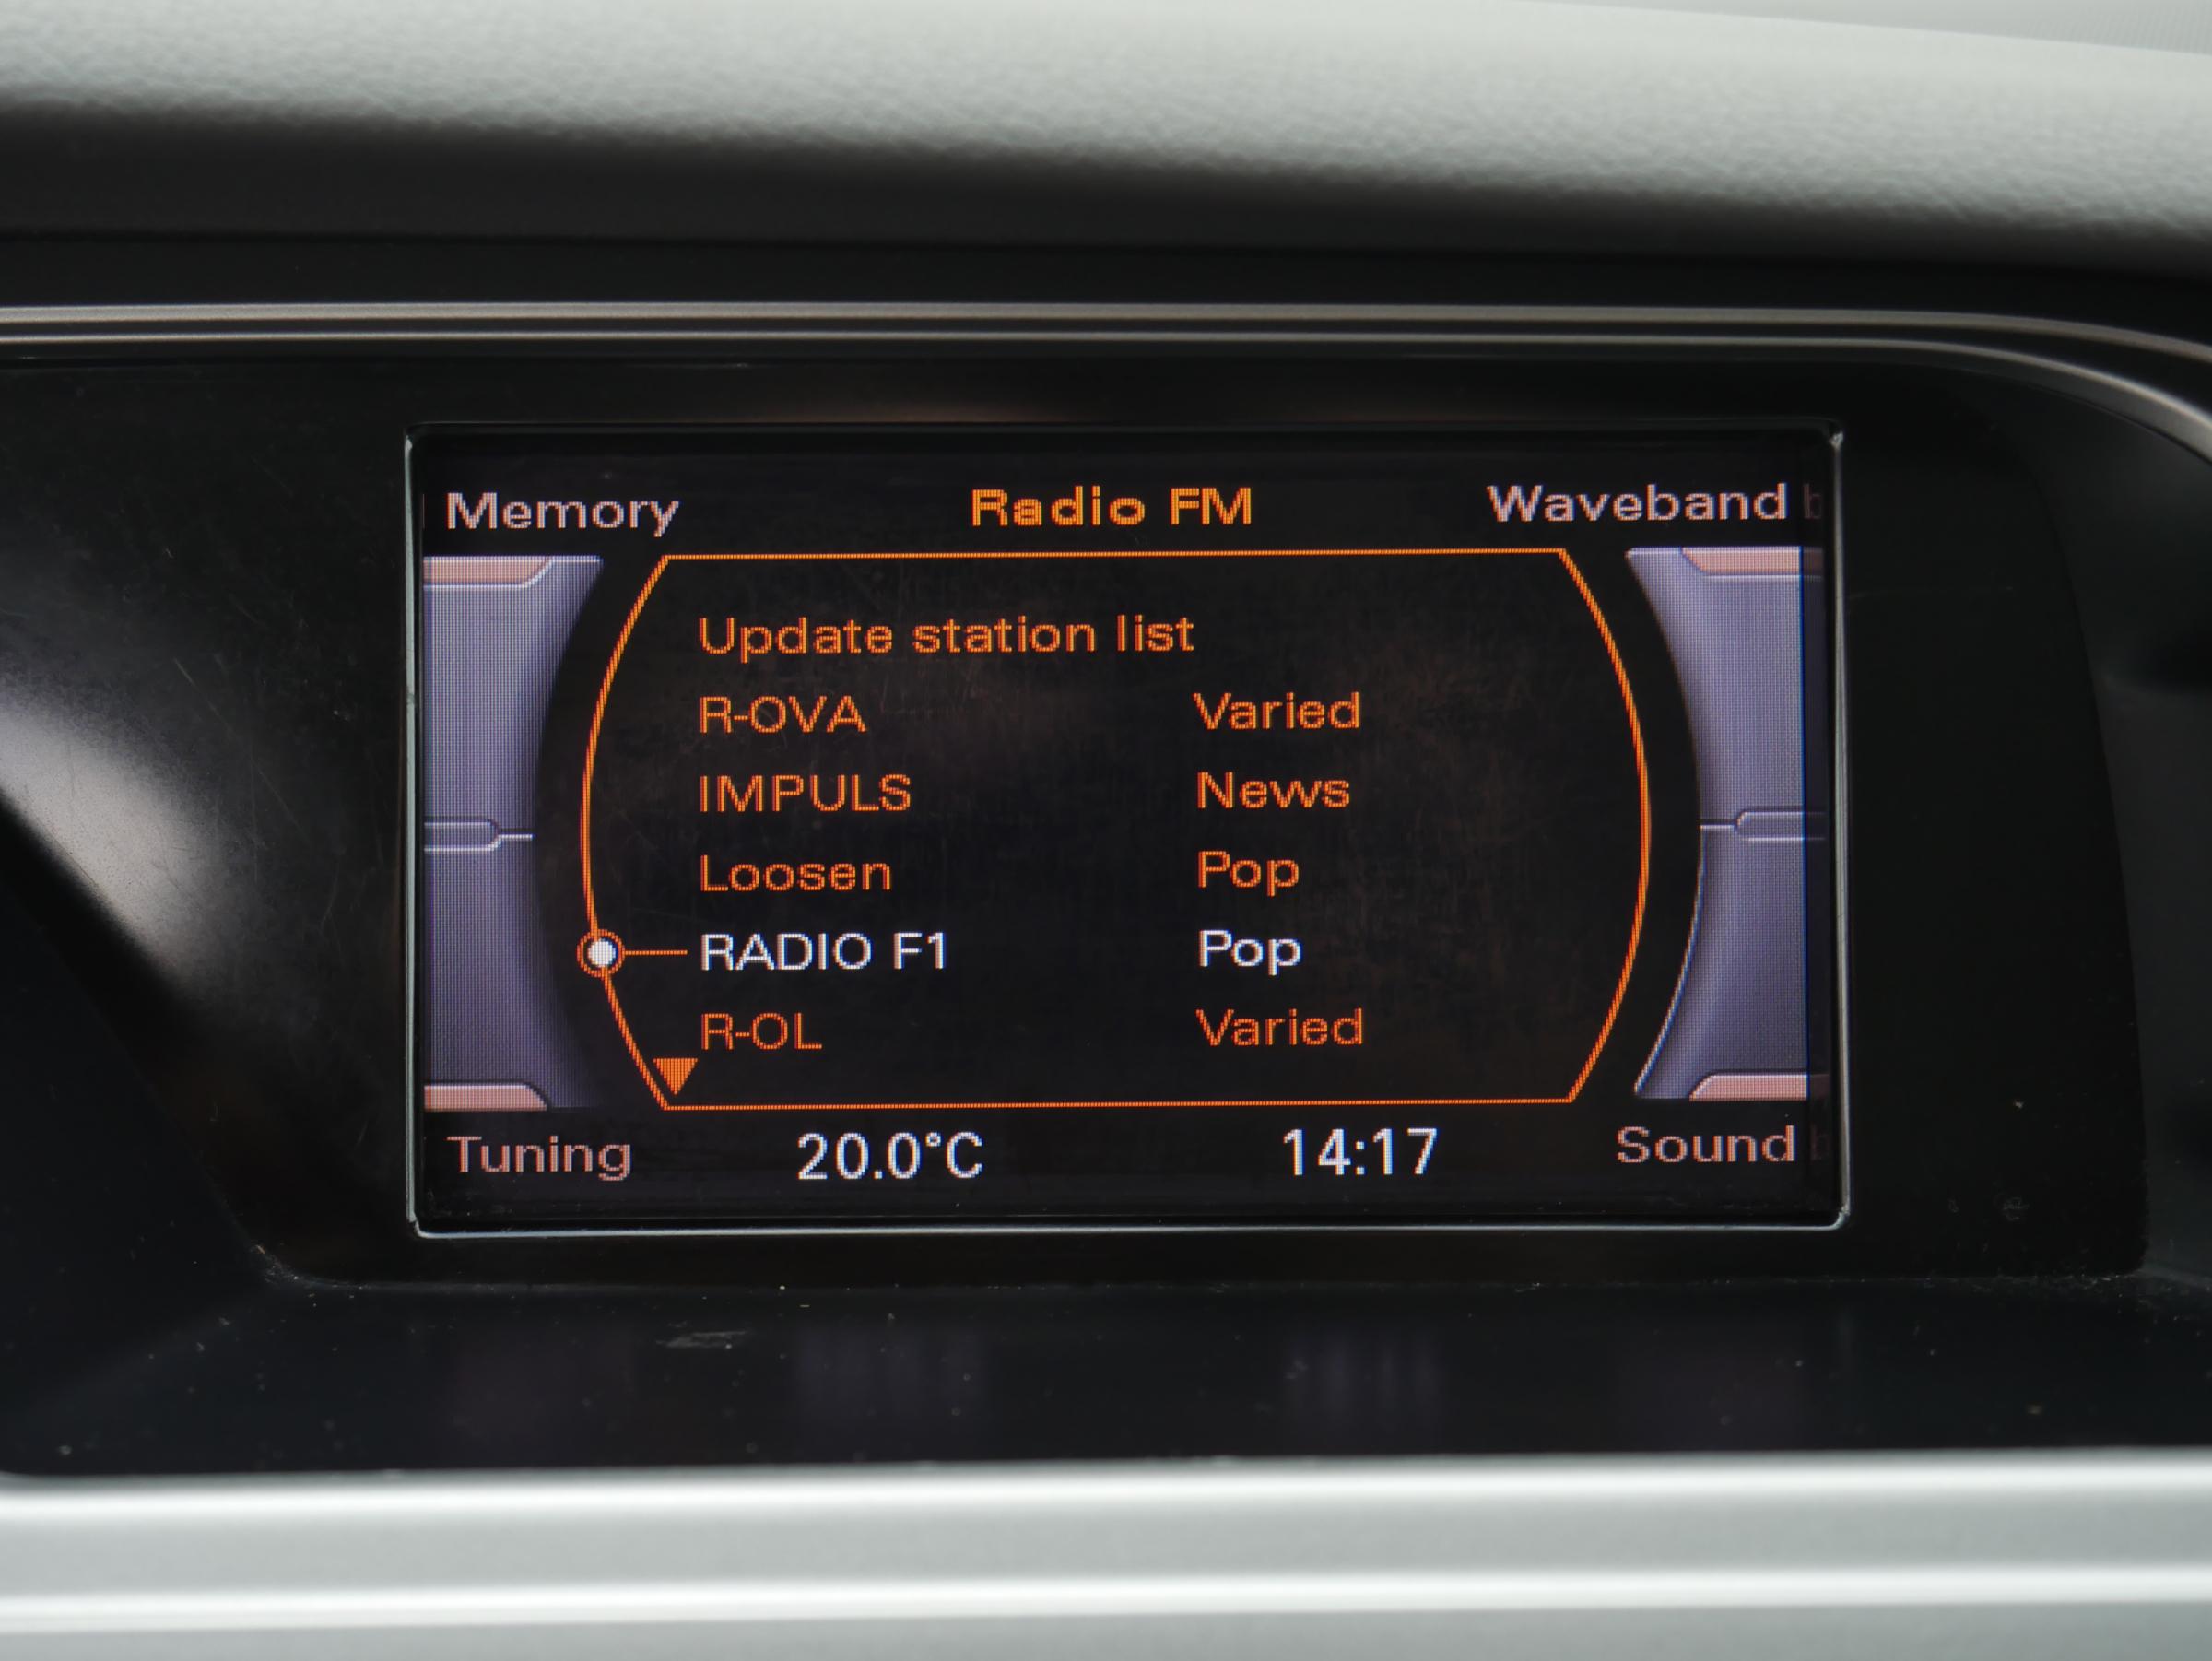 Memory Radio FM Waveband
Update station list
R-OVA Varied
IMPULS News
Loosen Pop
RADIO F1 Pop
R-OL Varied
Tuning 20.0°C 14:17 Sound